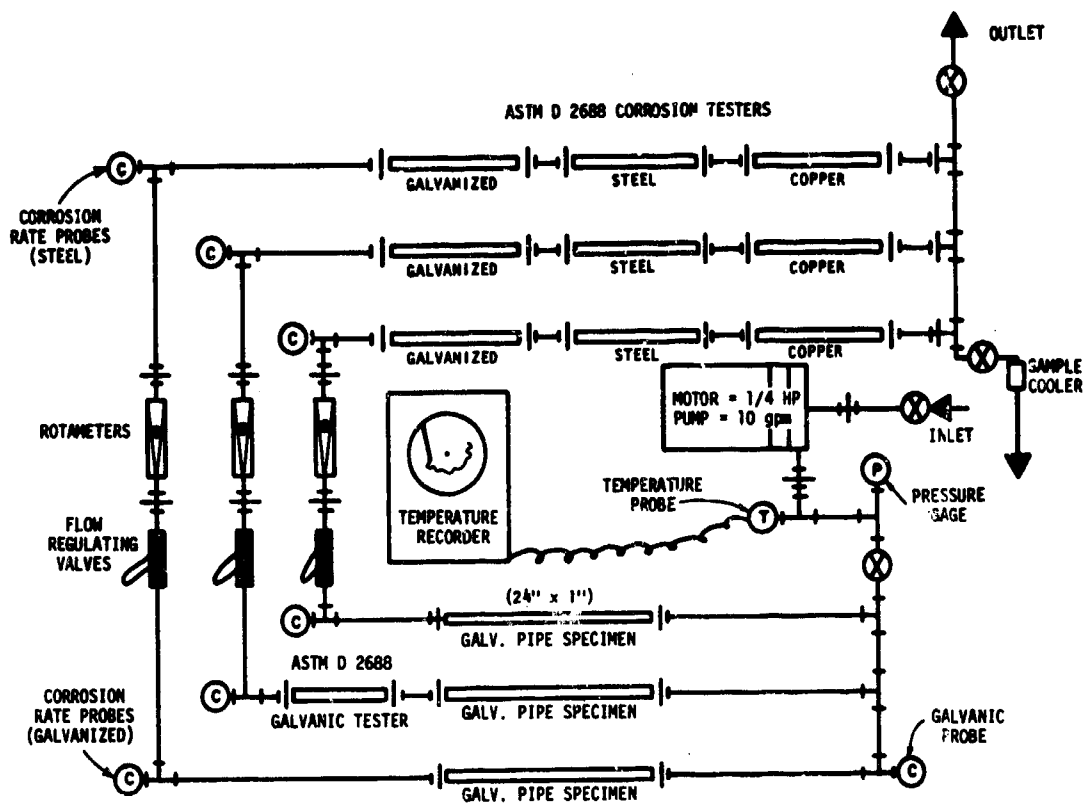 OUTLET
ASTM D 2688 CORROSION TESTERS
C
GALVANIZED
STEEL
COPPER
CORROSION
RATE PROBES
(STEEL)
C
GALVANIZED
STEEL
COPPER
C
GALVANIZED
STEEL
COPPER
SAMPLE
COOLER
MOTOR = 1/4 HP
PUMP = 10 gpm
INLET
ROTAMETERS
TEMPERATURE
RECORDER
TEMPERATURE
PROBE
T
P
PRESSURE
GAGE
FLOW
REGULATING
VALVES
(24" x 1")
C
GALV. PIPE SPECIMEN
ASTM D 2688
C
GALVANIC TESTER
GALV. PIPE SPECIMEN
CORROSION
RATE PROBES
(GALVANIZED)
C
GALV. PIPE SPECIMEN
C
GALVANIC
PROBE